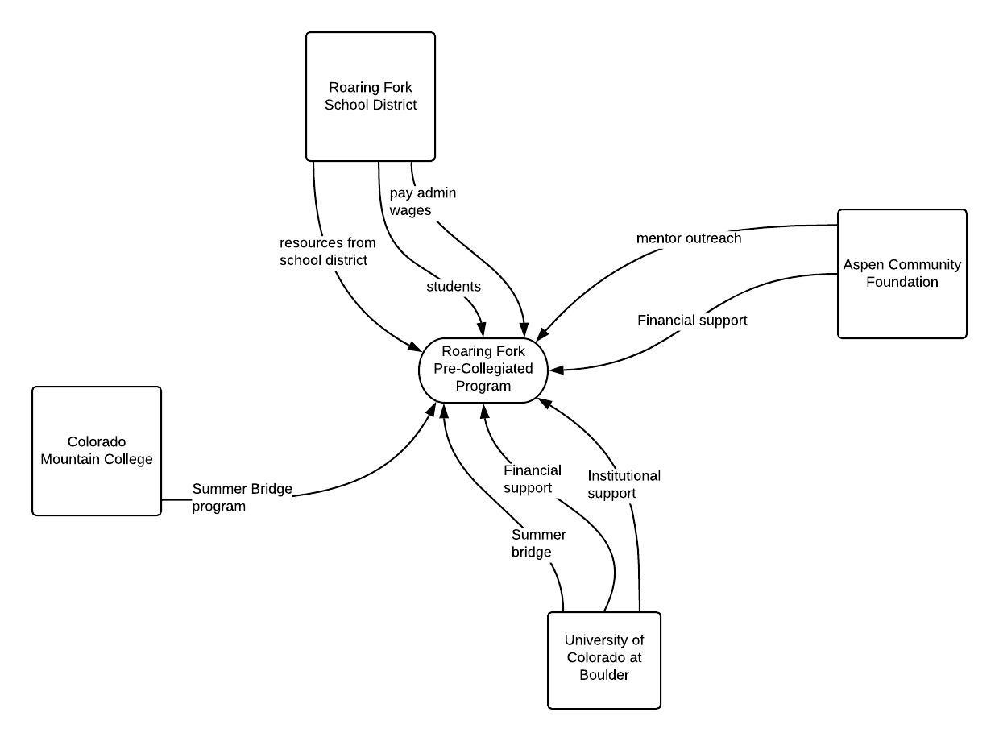 Roaring Fork
School District
pay admin
wages
resources from
school district
students
mentor outreach
Aspen Community
Foundation
Financial support
Roaring Fork
Pre-Collegiated
Program
Colorado
Mountain College
Summer Bridge
program
Financial
support
Institutional
support
Summer
bridge
University of
Colorado at
Boulder